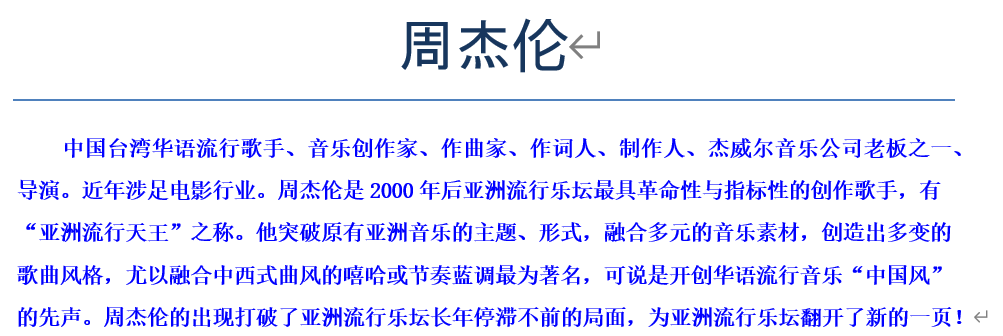 周杰伦
中国台湾华语流行歌手、音乐创作家、作曲家、作词人、制作人、杰威尔音乐公司老板之一、
导演。近年涉足电影行业。周杰伦是 2000 年后亚洲流行乐坛最具革命性与指标性的创作歌手，有
“亚洲流行天王”之称。他突破原有亚洲音乐的主题、形式，融合多元的音乐素材，创造出多变的
歌曲风格，尤以融合中西式曲风的嘻哈或节奏蓝调最为著名，可说是开创华语流行音乐“中国风”
的先声。周杰伦的出现打破了亚洲流行乐坛长年停滞不前的局面，为亚洲流行乐坛翻开了新的一页！